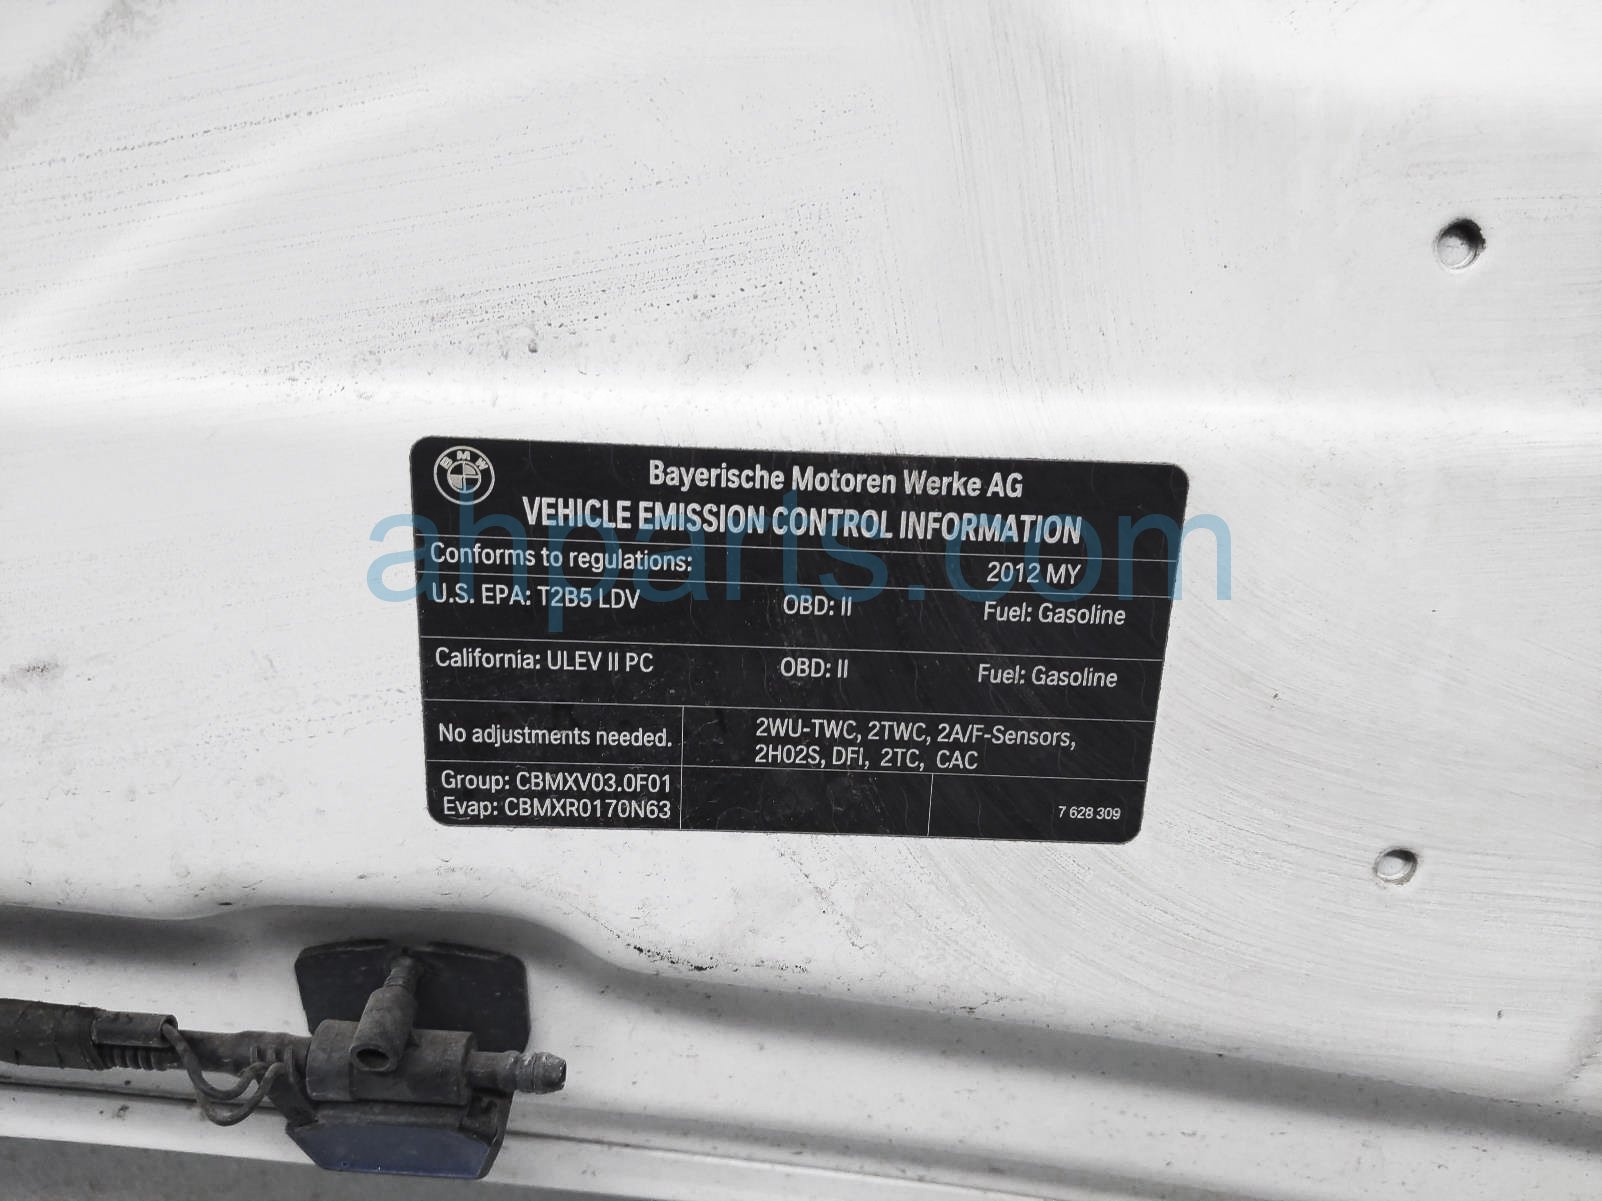 BMW
Bayerische Motoren Werke AG
VEHICLE EMISSION CONTROL INFORMATION
Conforms to regulations: 2012 MY
U.S. EPA: T2B5 LDV OBD: II Fuel: Gasoline
California: ULEV II PC OBD: II Fuel: Gasoline
No adjustments needed.
2WU-TWC, 2TWC, 2A/F-Sensors,
2H02S, DFI, 2TC, CAC
Group: CBMXV03.0F01
Evap: CBMXR0170N63
7 628 309
ahparts.com